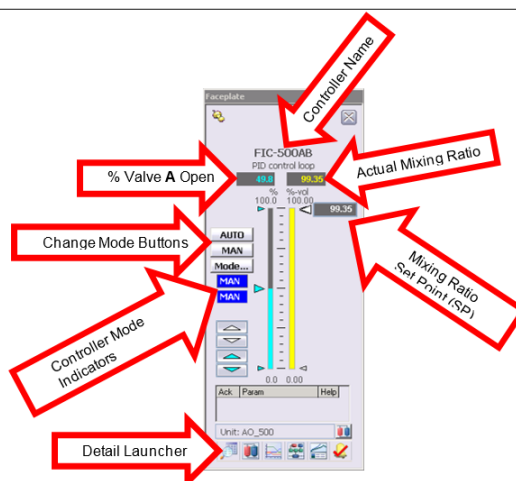 Faceplate
Controller Name
FIC-500AB
PID control loop
% Valve A Open
49.8 99.35
Actual Mixing Ratio
% %-vol
100.0 100.00
99.35
Change Mode Buttons
AUTO
MAN
Mode...
MAN
MAN
Mixing Ratio
Set Point (SP)
Controller Mode
Indicators
0.0 0.00
Ack Param Help
Unit: AO_500
Detail Launcher